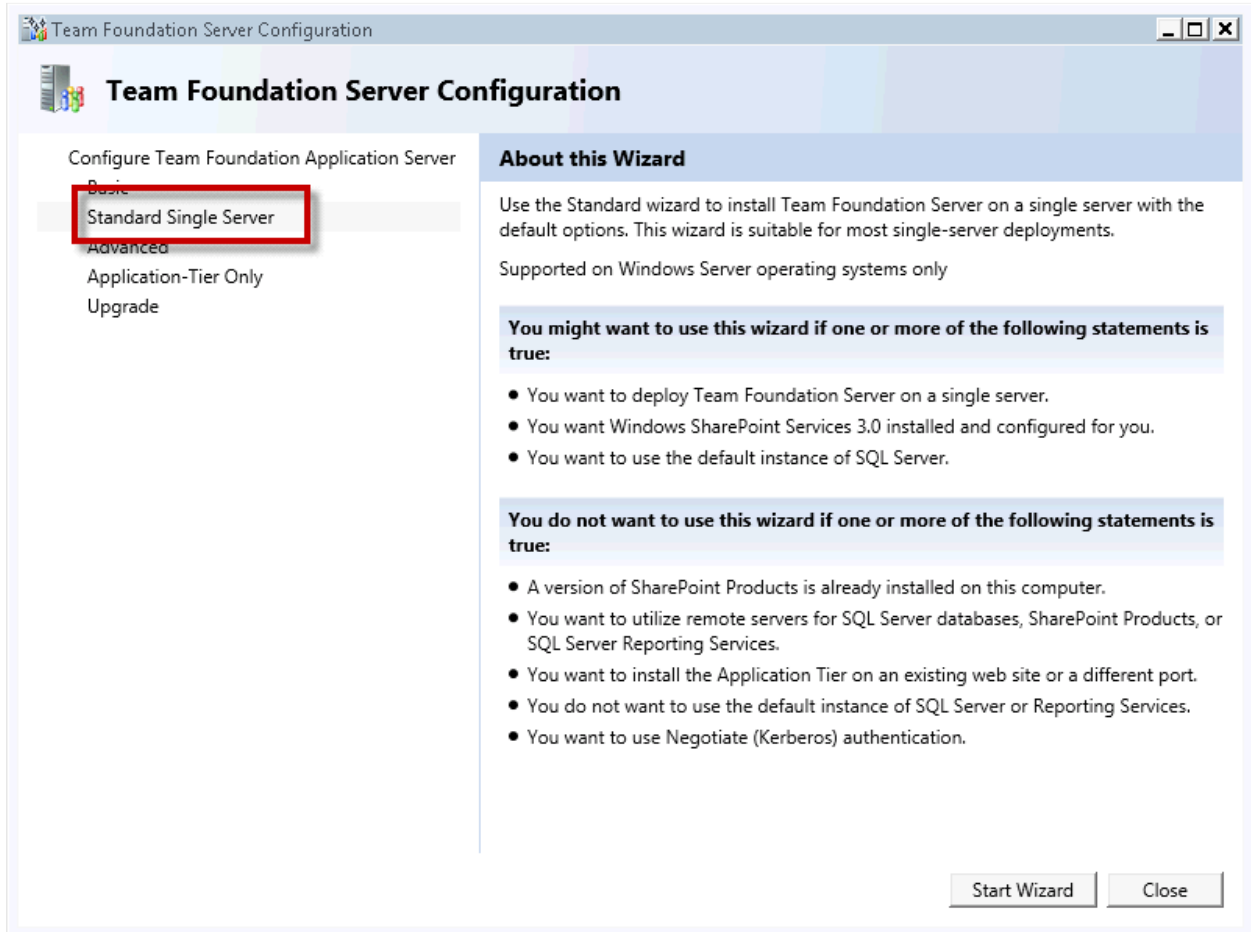 Team Foundation Server Configuration
Team Foundation Server Configuration
Configure Team Foundation Application Server
Basic
Standard Single Server
Advanced
Application-Tier Only
Upgrade
About this Wizard
Use the Standard wizard to install Team Foundation Server on a single server with the
default options. This wizard is suitable for most single-server deployments.
Supported on Windows Server operating systems only
You might want to use this wizard if one or more of the following statements is
true:
• You want to deploy Team Foundation Server on a single server.
• You want Windows SharePoint Services 3.0 installed and configured for you.
• You want to use the default instance of SQL Server.
You do not want to use this wizard if one or more of the following statements is
true:
• A version of SharePoint Products is already installed on this computer.
• You want to utilize remote servers for SQL Server databases, SharePoint Products, or
SQL Server Reporting Services.
• You want to install the Application Tier on an existing web site or a different port.
• You do not want to use the default instance of SQL Server or Reporting Services.
• You want to use Negotiate (Kerberos) authentication.
Start Wizard
Close